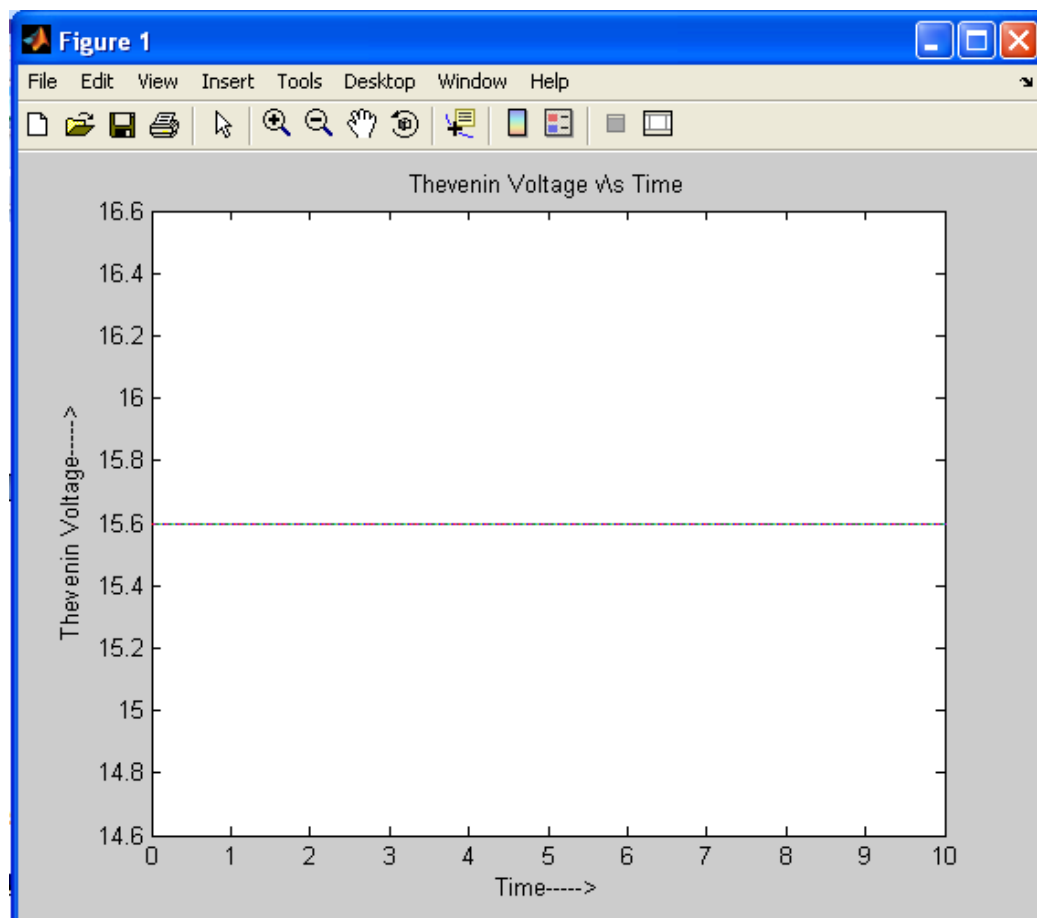 Figure 1
File Edit View Insert Tools Desktop Window Help
Thevenin Voltage v\s Time
16.6
16.4
16.2
16
15.8
15.6
15.4
15.2
15
14.8
14.6
Thevenin Voltage----->
0 1 2 3 4 5 6 7 8 9 10
Time----->